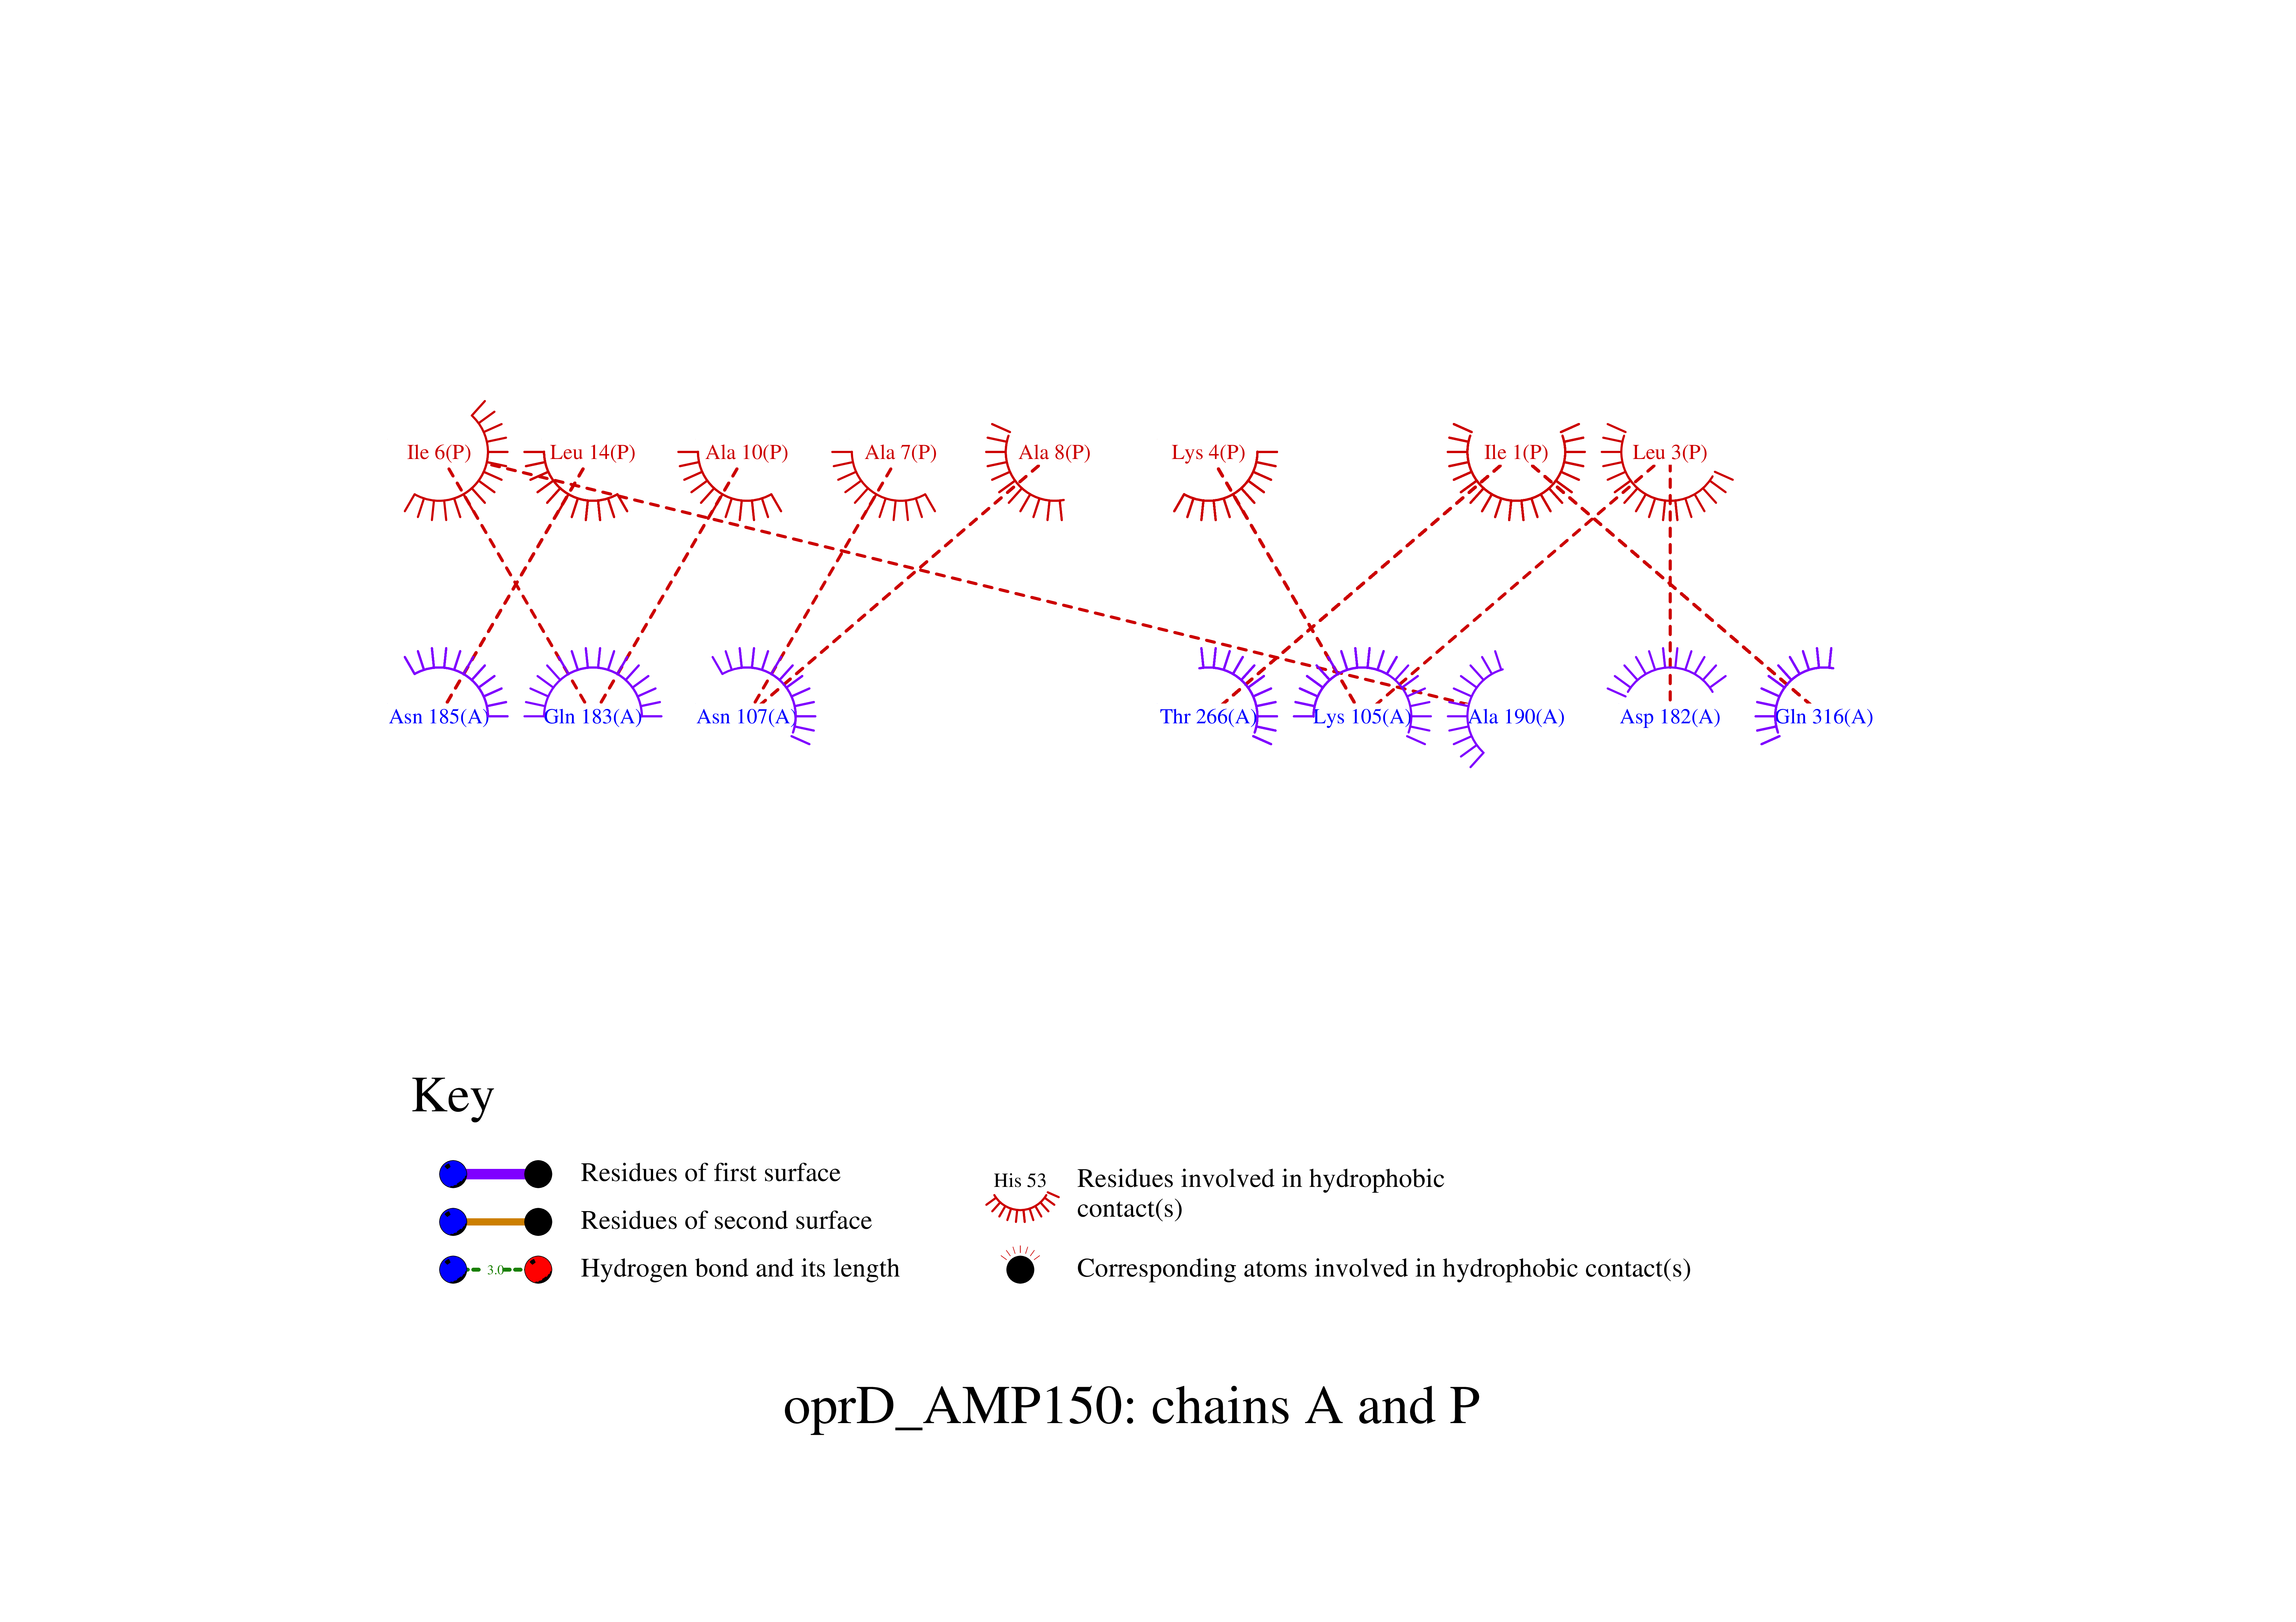 Ile 6(P) Leu 14(P) Ala 10(P) Ala 7(P) Ala 8(P) Lys 4(P) Ile 1(P) Leu 3(P)
Asn 185(A) Gln 183(A) Asn 107(A) Thr 266(A) Lys 105(A) Ala 190(A) Asp 182(A) Gln 316(A)
Key
Residues of first surface
Residues of second surface
3.0 Hydrogen bond and its length
His 53 Residues involved in hydrophobic
contact(s)
Corresponding atoms involved in hydrophobic contact(s)
oprD_AMP150: chains A and P